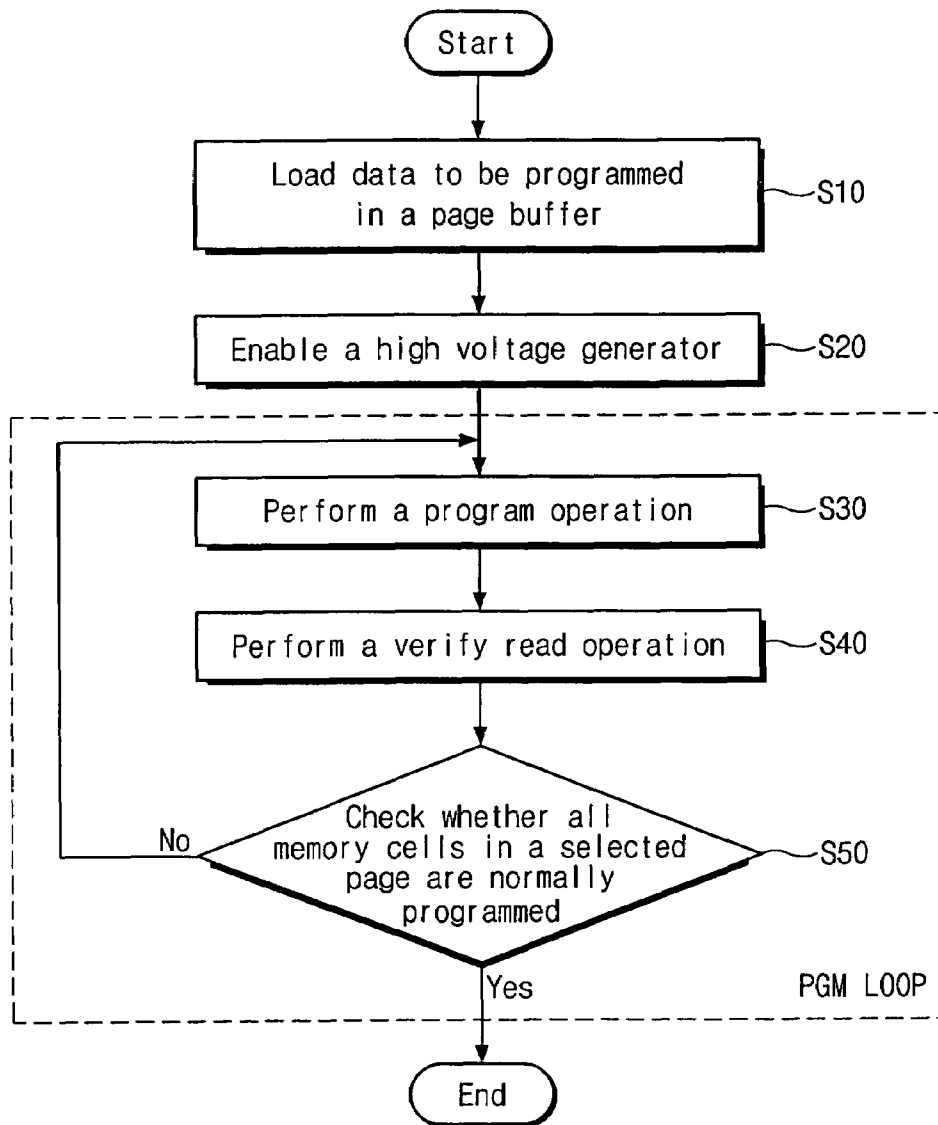 Start
Load data to be programmed
in a page buffer
S10
Enable a high voltage generator
S20
Perform a program operation
S30
Perform a verify read operation
S40
Check whether all
memory cells in a selected
page are normally
programmed
S50
No
Yes
PGM LOOP
End